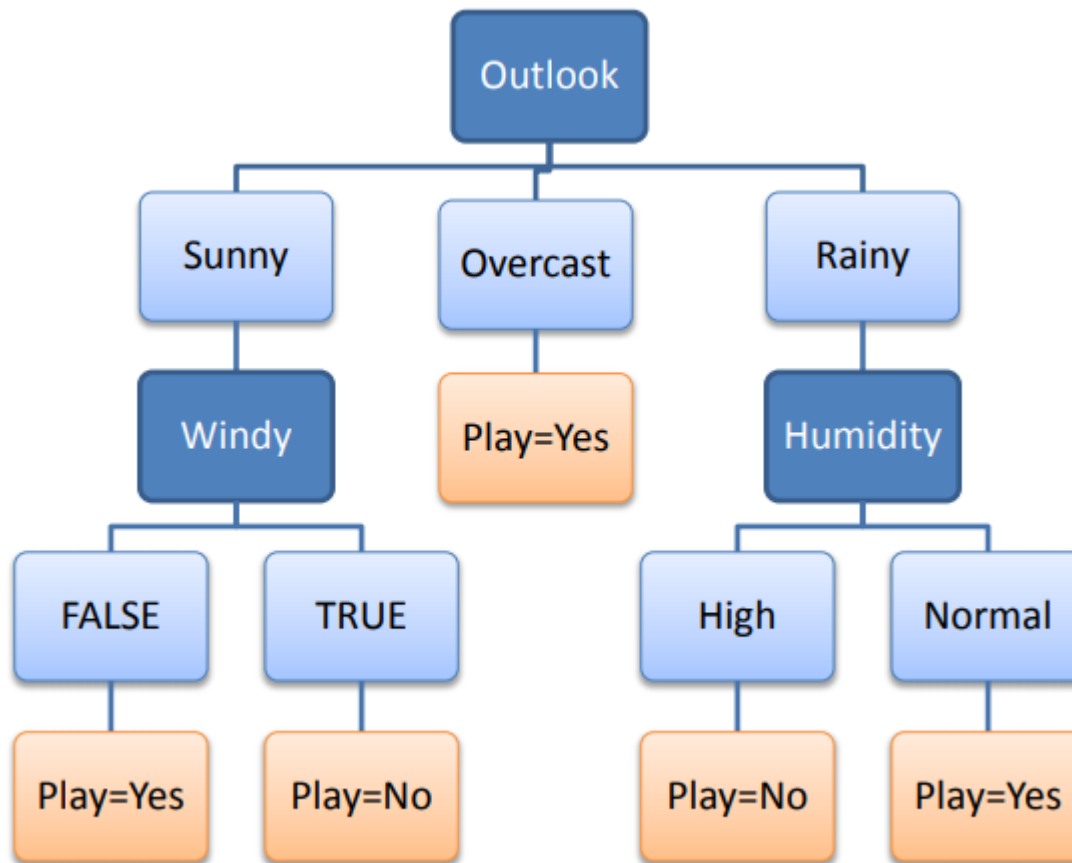 Outlook
Sunny
Overcast
Rainy
Windy
Play=Yes
Humidity
FALSE
TRUE
High
Normal
Play=Yes
Play=No
Play=No
Play=Yes